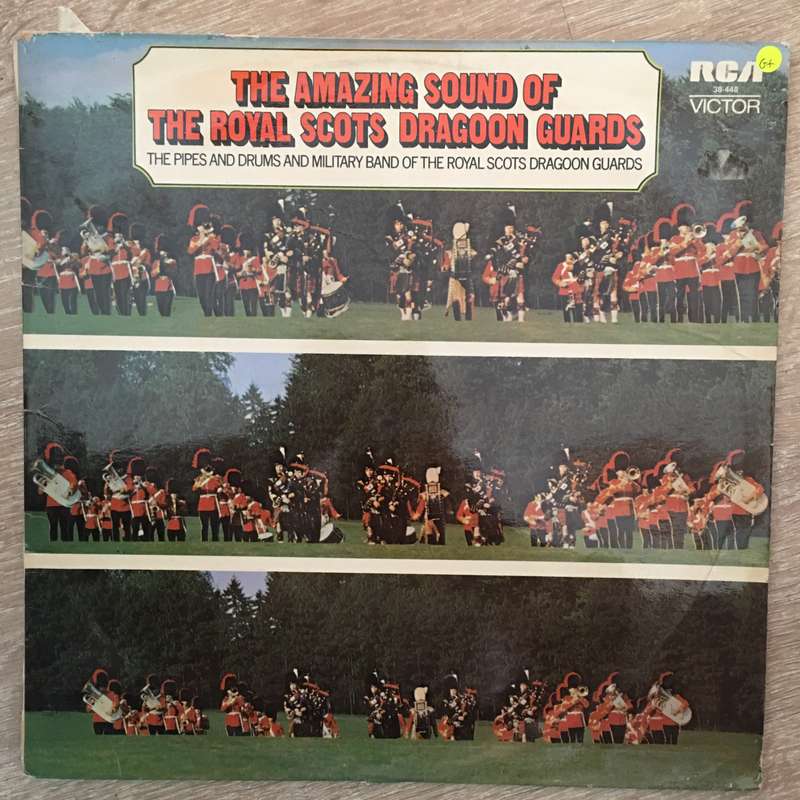 THE AMAZING SOUND OF
THE ROYAL SCOTS DRAGOON GUARDS
THE PIPES AND DRUMS AND MILITARY BAND OF THE ROYAL SCOTS DRAGOON GUARDS
RCA
38-448
VICTOR
G+